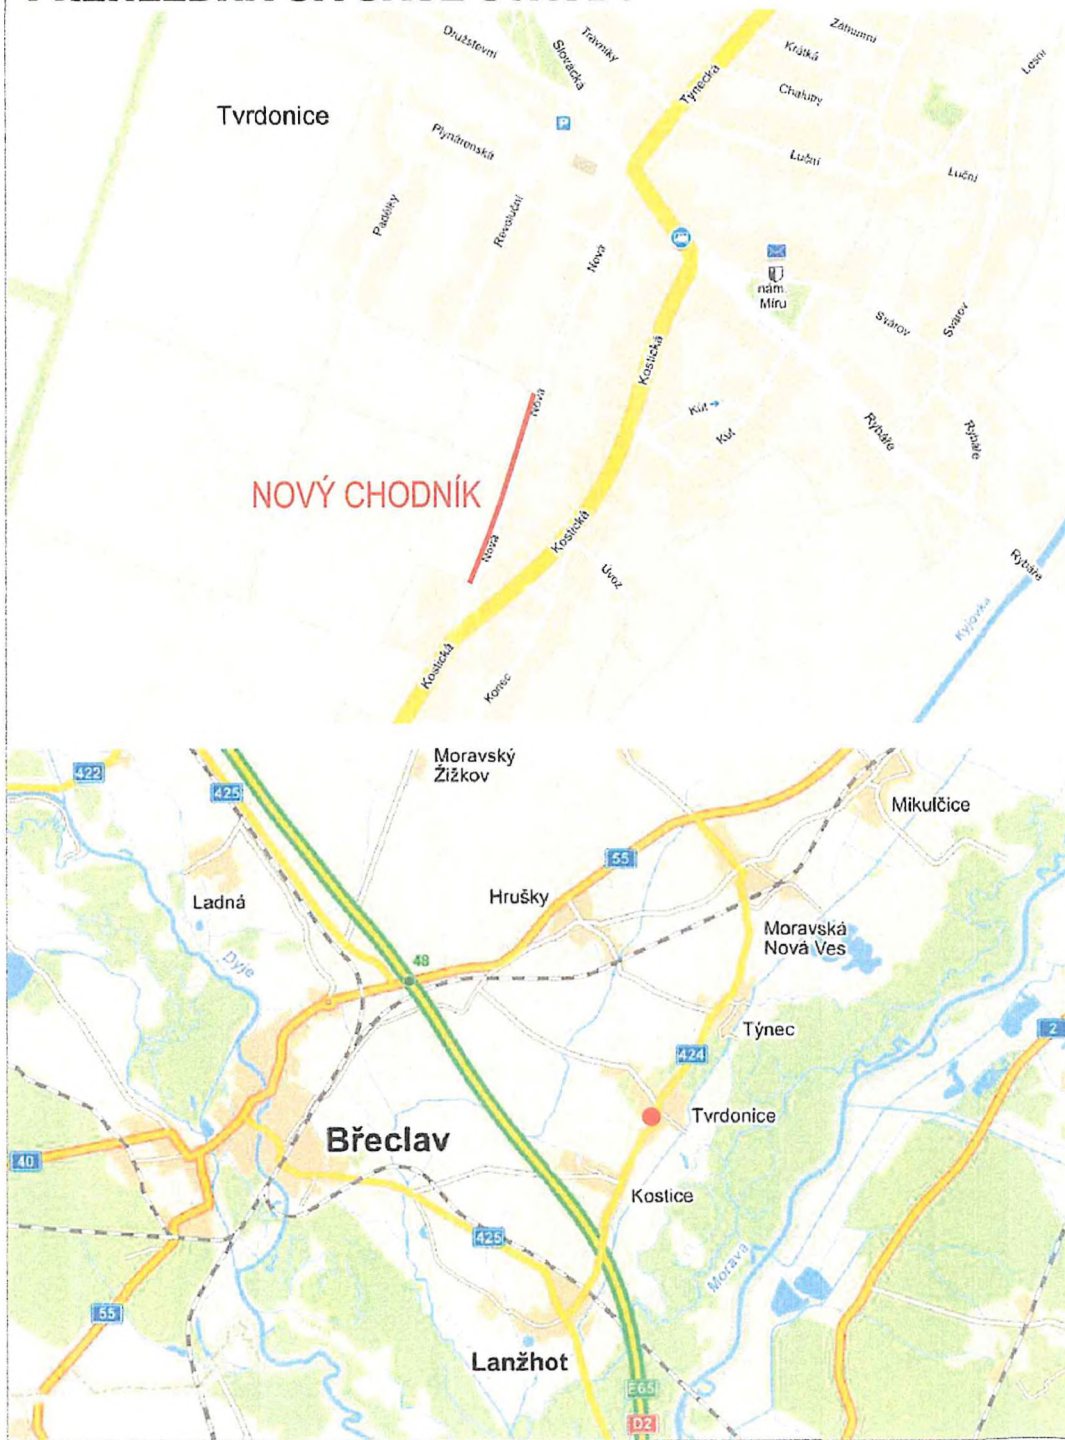 Družstevní
Slovácká
Trávníky
Týnecká
Záhumní
Krátká
Lesní
Chaloupy
Tvrdonice
P
Plynárenská
Luční
Luční
Padělky
Revoluční
Nová
nám.
Míru
Svárov
Svárov
Kostická
Nová
Kút
Kút
Rybáře
Rybáře
NOVÝ CHODNÍK
Nová
Kostická
Úvoz
Rybáře
Kyjovka
Kostická
Konec
Moravský
Žižkov
422
425
Mikulčice
55
Hrušky
Ladná
Moravská
Nová Ves
Dyje
48
Týnec
2
424
Tvrdonice
Břeclav
40
Kostice
425
Morava
55
Lanžhot
E65
D2